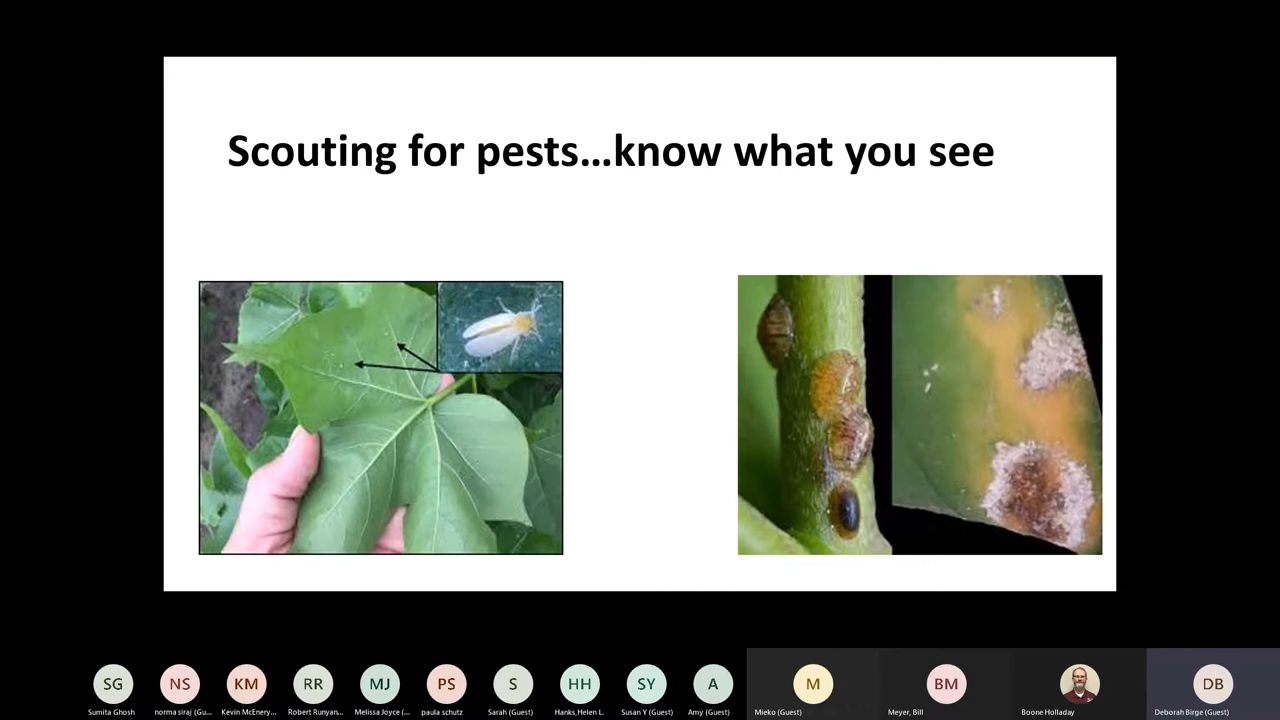 Scouting for pests...know what you see
SG
NS
KM
RR
MJ
PS
S
HH
SY
A
M
BM
DB
Sumita Ghosh
norma siraj (Gu...
Kevin McEnery...
Robert Runyan...
Melissa Joyce (...
paula schutz
Sarah (Guest)
Hanks,Helen L.
Susan Y (Guest)
Amy (Guest)
Mieko (Guest)
Meyer, Bill
Boone Holladay
Deborah Birge (Guest)